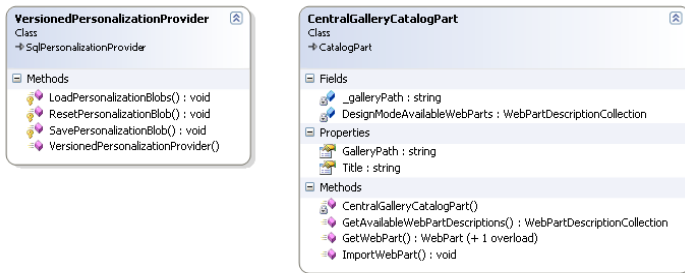 VersionedPersonalizationProvider
Class
SqlPersonalizationProvider
Methods
LoadPersonalizationBlobs() : void
ResetPersonalizationBlob() : void
SavePersonalizationBlob() : void
VersionedPersonalizationProvider()
CentralGalleryCatalogPart
Class
CatalogPart
Fields
_galleryPath : string
DesignModeAvailableWebParts : WebPartDescriptionCollection
Properties
GalleryPath : string
Title : string
Methods
CentralGalleryCatalogPart()
GetAvailableWebPartDescriptions() : WebPartDescriptionCollection
GetWebPart() : WebPart (+ 1 overload)
ImportWebPart() : void